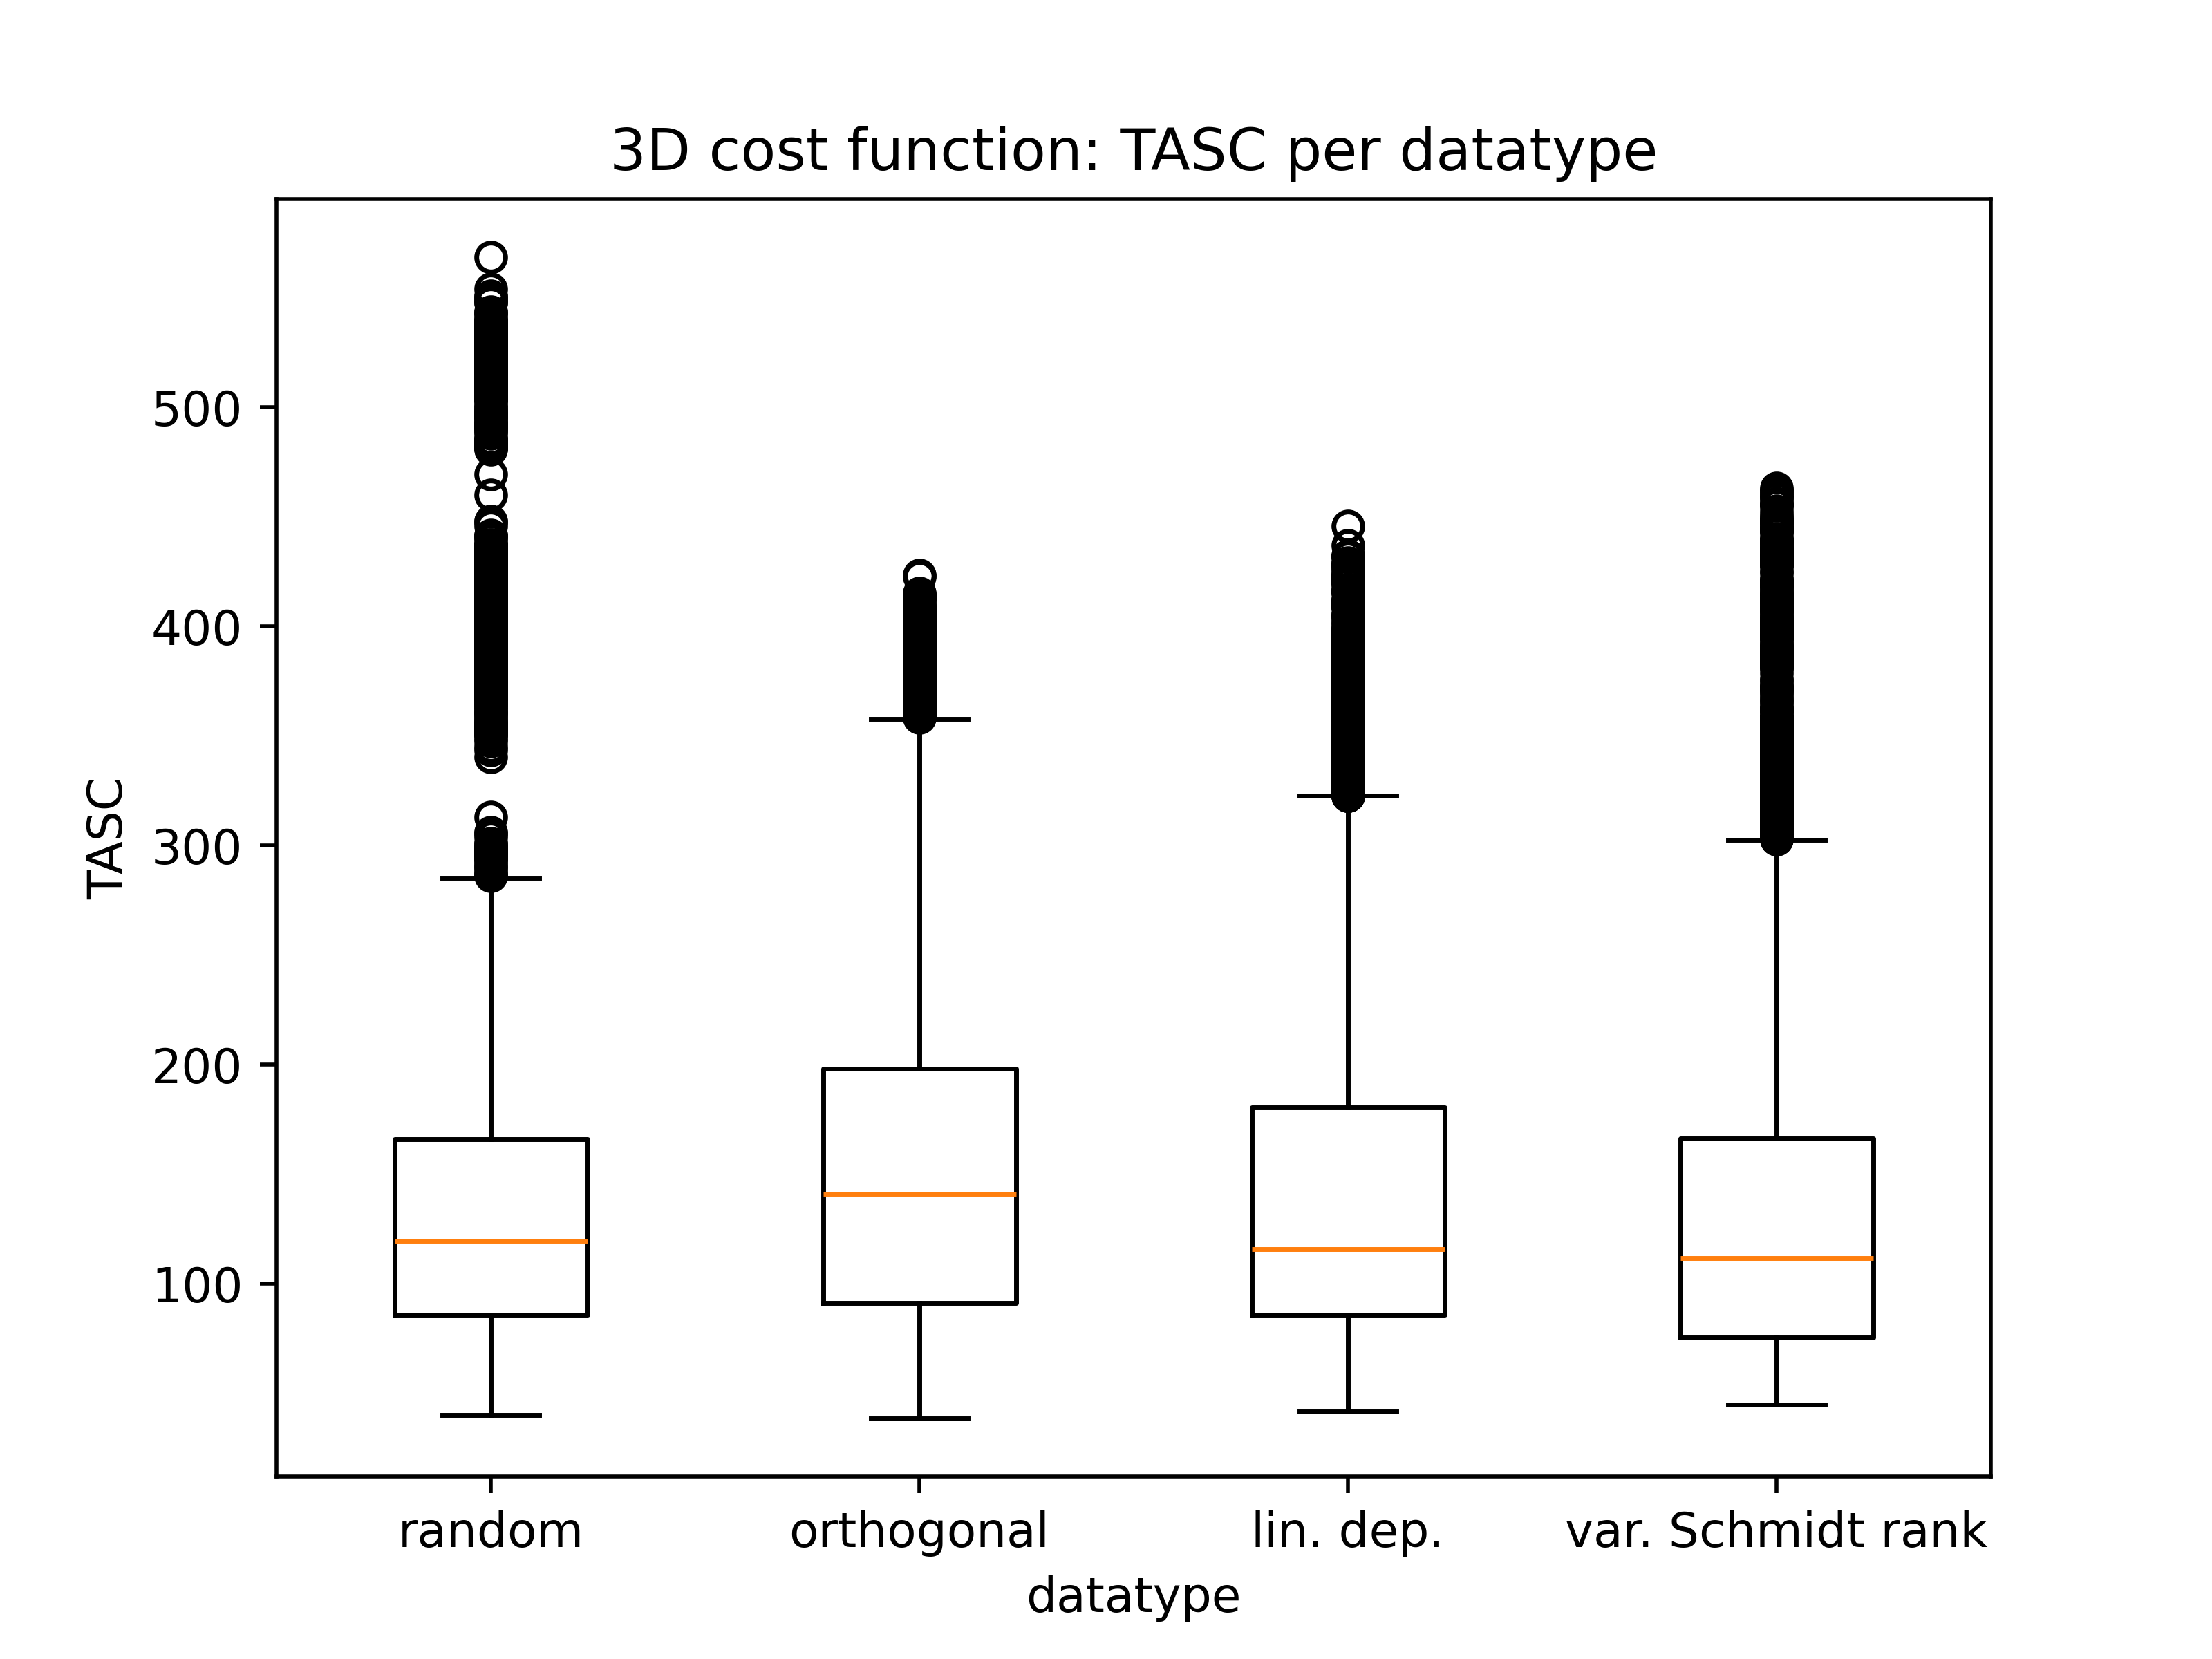 3D cost function: TASC per datatype
500
400
300
200
100
TASC
random orthogonal lin. dep. var. Schmidt rank
datatype